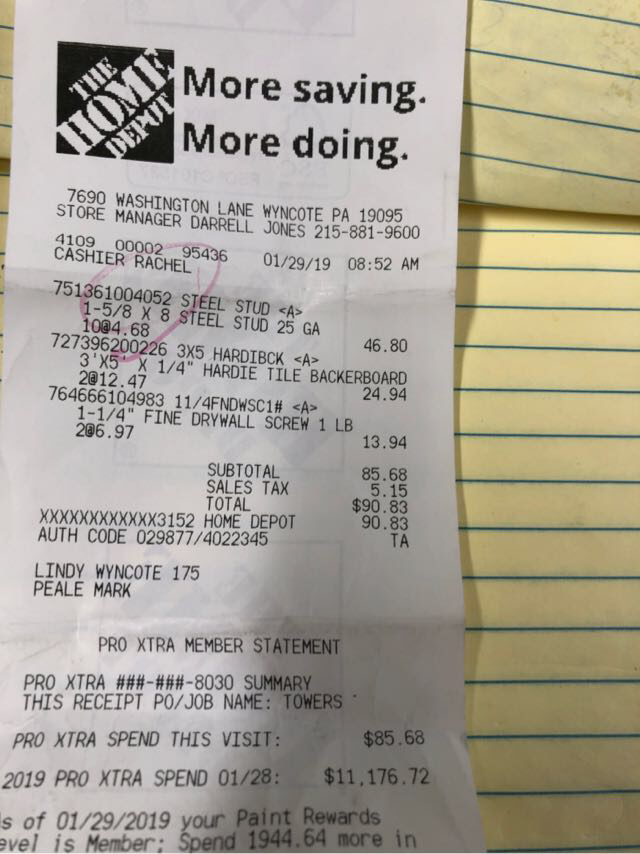 THE
HOME
DEPOT
More saving.
More doing.
7690 WASHINGTON LANE WYNCOTE PA 19095
STORE MANAGER DARRELL JONES 215-881-9600
4109 00002 95436 01/29/19 08:52 AM
CASHIER RACHEL
751361004052 STEEL STUD <A>
1-5/8 X 8 STEEL STUD 25 GA
10@4.68 46.80
727396200226 3X5 HARDIBCK <A>
3'X5' X 1/4" HARDIE TILE BACKERBOARD
2@12.47 24.94
764666104983 11/4FNDWSC1# <A>
1-1/4" FINE DRYWALL SCREW 1 LB
2@6.97 13.94
SUBTOTAL 85.68
SALES TAX 5.15
TOTAL $90.83
XXXXXXXXXXXX3152 HOME DEPOT 90.83
AUTH CODE 029877/4022345 TA
LINDY WYNCOTE 175
PEALE MARK
PRO XTRA MEMBER STATEMENT
PRO XTRA ###-###-8030 SUMMARY
THIS RECEIPT PO/JOB NAME: TOWERS
PRO XTRA SPEND THIS VISIT: $85.68
2019 PRO XTRA SPEND 01/28: $11,176.72
s of 01/29/2019 your Paint Rewards
evel is Member; Spend 1944.64 more in